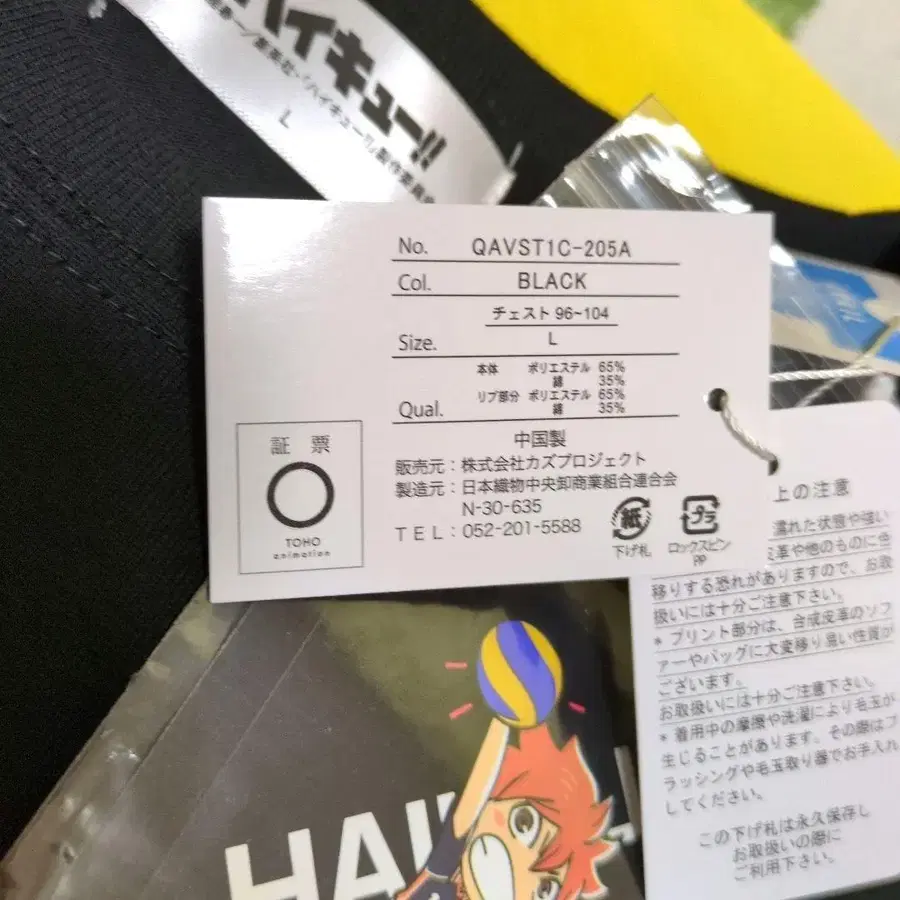 ハイキュー!!
L
No. QAVST1C-205A
Col. BLACK
チェスト 96~104
Size. L
本体 ポリエステル 65%
綿 35%
リブ部分 ポリエステル 65%
綿 35%
Qual.
中国製
販売元：株式会社カズプロジェクト
製造元：日本織物中央卸商業組合連合会
N-30-635
TEL：052-201-5588
証 票
TOHO
animation
紙
下げ札
プラ
ロックスピン
PP
上の注意
濡れた状態や強い
皮革や他のものに色
移りする恐れがありますので、お取
扱いには十分ご注意下さい。
* プリント部分は、合成皮革のソフ
ァーやバッグに大変移り易い性質が
ございます。
お取扱いには十分ご注意下さい。
* 着用中の摩擦や洗濯により毛玉が
生じることがあります。その際はブ
ラッシングや毛玉取り器でお手入れ
してください。
この下げ札は永久保存し
お取扱いの際に
ご利用下さい。
HAI